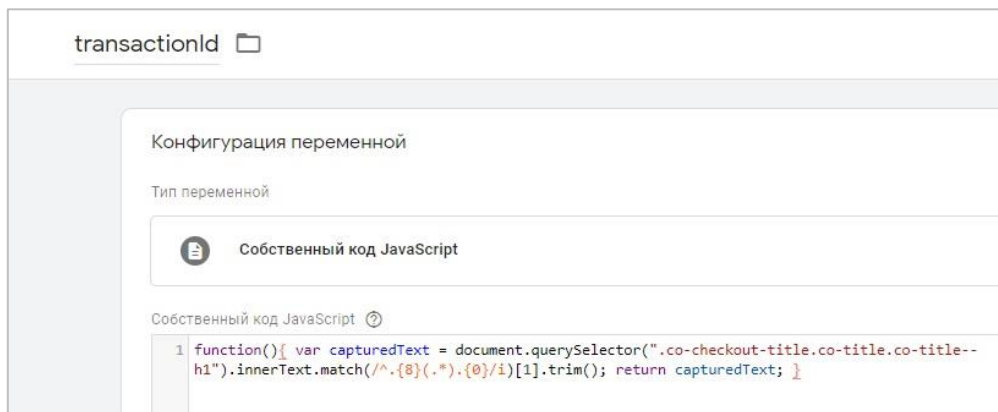 transactionId
Конфигурация переменной
Тип переменной
Собственный код JavaScript
Собственный код JavaScript
1 function(){ var capturedText = document.querySelector(".co-checkout-title.co-title.co-title--
h1").innerText.match(/^.{8}(.*).{0}/i)[1].trim(); return capturedText; }